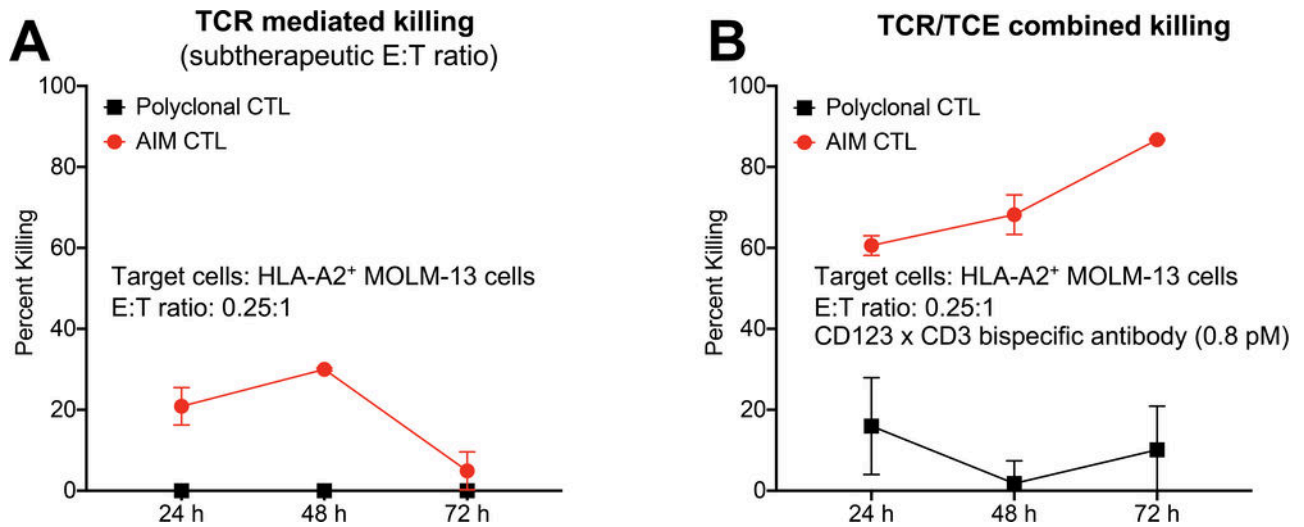 A
TCR mediated killing
(subtherapeutic E:T ratio)
Percent Killing
100
80
60
40
20
0
Polyclonal CTL
AIM CTL
Target cells: HLA-A2⁺ MOLM-13 cells
E:T ratio: 0.25:1
24 h 48 h 72 h
B
TCR/TCE combined killing
Percent Killing
100
80
60
40
20
0
Polyclonal CTL
AIM CTL
Target cells: HLA-A2⁺ MOLM-13 cells
E:T ratio: 0.25:1
CD123 x CD3 bispecific antibody (0.8 pM)
24 h 48 h 72 h